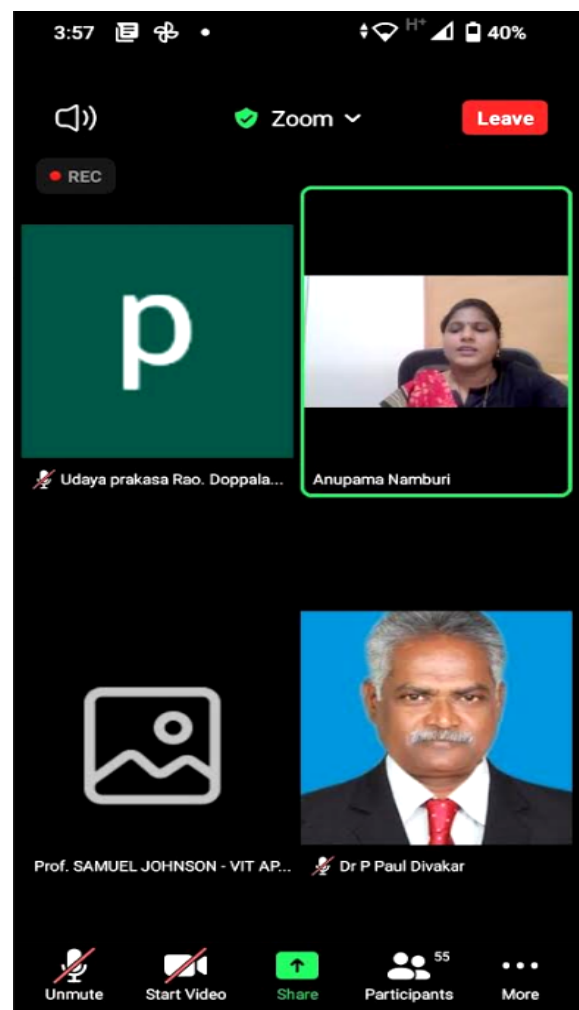 3:57 H+ 40%
Zoom Leave
REC
p
Udaya prakasa Rao. Doppala...
Anupama Namburi
Prof. SAMUEL JOHNSON - VIT AP...
Dr P Paul Divakar
55
Unmute Start Video Share Participants More